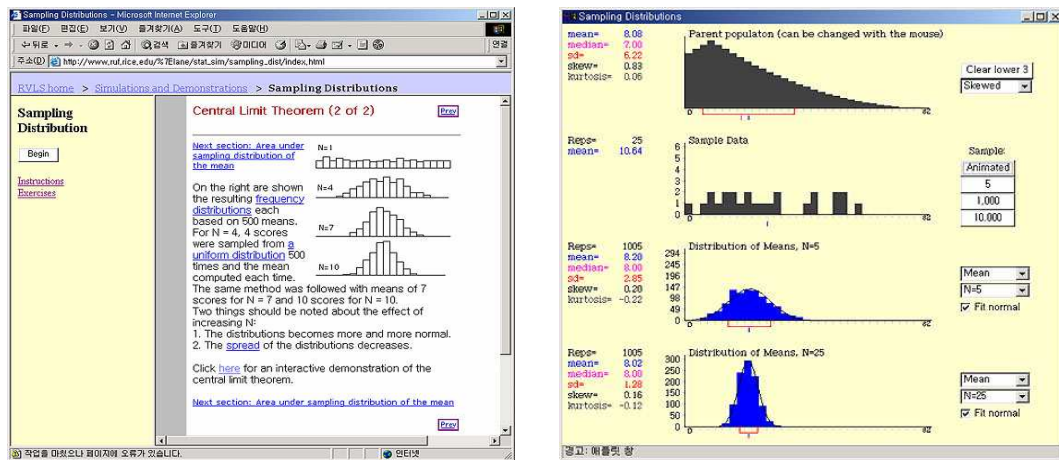 Sampling Distributions - Microsoft Internet Explorer
파일(F) 편집(E) 보기(V) 즐겨찾기(A) 도구(T) 도움말(H)
뒤로 검색 즐겨찾기 미디어 연결
주소(D) http://www.ruf.rice.edu/%7Elane/stat_sim/sampling_dist/index.html
RVLS home > Simulations and Demonstrations > Sampling Distributions
Sampling
Distribution
Begin
Instructions
Exercises
Central Limit Theorem (2 of 2)
Prev
Next section: Area under
sampling distribution of
the mean
N=1
N=4
N=7
N=10
On the right are shown
the resulting frequency
distributions each
based on 500 means.
For N = 4, 4 scores
were sampled from a
uniform distribution 500
times and the mean
computed each time.
The same method was followed with means of 7
scores for N = 7 and 10 scores for N = 10.
Two things should be noted about the effect of
increasing N:
1. The distributions becomes more and more normal.
2. The spread of the distributions decreases.
Click here for an interactive demonstration of the
central limit theorem.
Next section: Area under sampling distribution of the mean
Prev
작업을 마쳤으나 페이지에 오류가 있습니다.
인터넷
Sampling Distributions
mean= 8.08
median= 7.00
sd= 6.22
skew= 0.83
kurtosis= 0.06
Parent populaton (can be changed with the mouse)
0 32
Clear lower 3
Skewed
Reps= 25
mean= 10.64
Sample Data
6
5
4
3
2
1
0
0 32
Sample:
Animated
5
1,000
10,000
Reps= 1005
mean= 8.20
median= 8.00
sd= 2.85
skew= 0.20
kurtosis= -0.22
Distribution of Means, N=5
294
245
196
147
98
49
0
0 32
Mean
N=5
Fit normal
Reps= 1005
mean= 8.02
median= 8.00
sd= 1.28
skew= 0.16
kurtosis= -0.12
Distribution of Means, N=25
300
250
200
150
100
50
0
0 32
Mean
N=25
Fit normal
경고: 애플릿 창